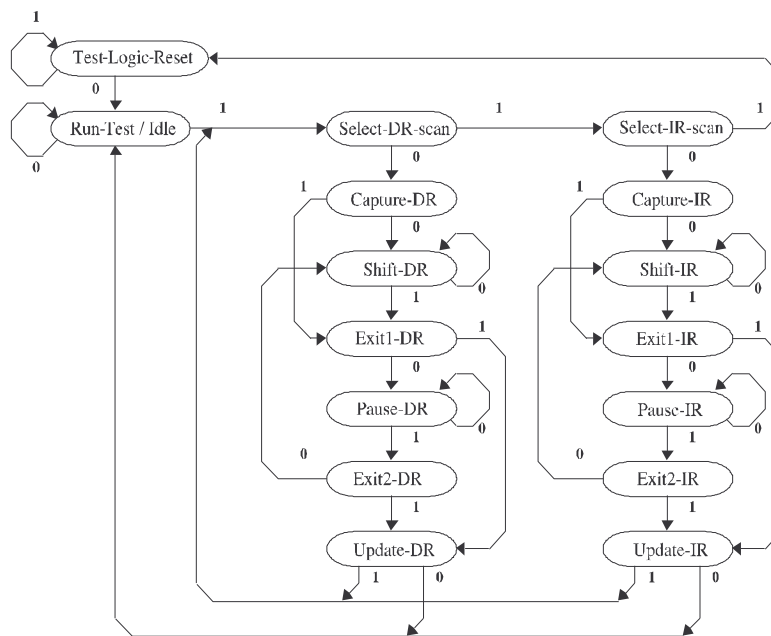 1
Test-Logic-Reset
0
Run-Test / Idle
0
1
Select-DR-scan
1
Select-IR-scan
1
0
0
1
Capture-DR
0
1
Capture-IR
0
Shift-DR
0
1
Shift-IR
0
1
Exit1-DR
1
0
Exit1-IR
1
0
Pause-DR
0
1
Pause-IR
0
1
0
Exit2-DR
1
0
Exit2-IR
1
Update-DR
1
0
Update-IR
1
0